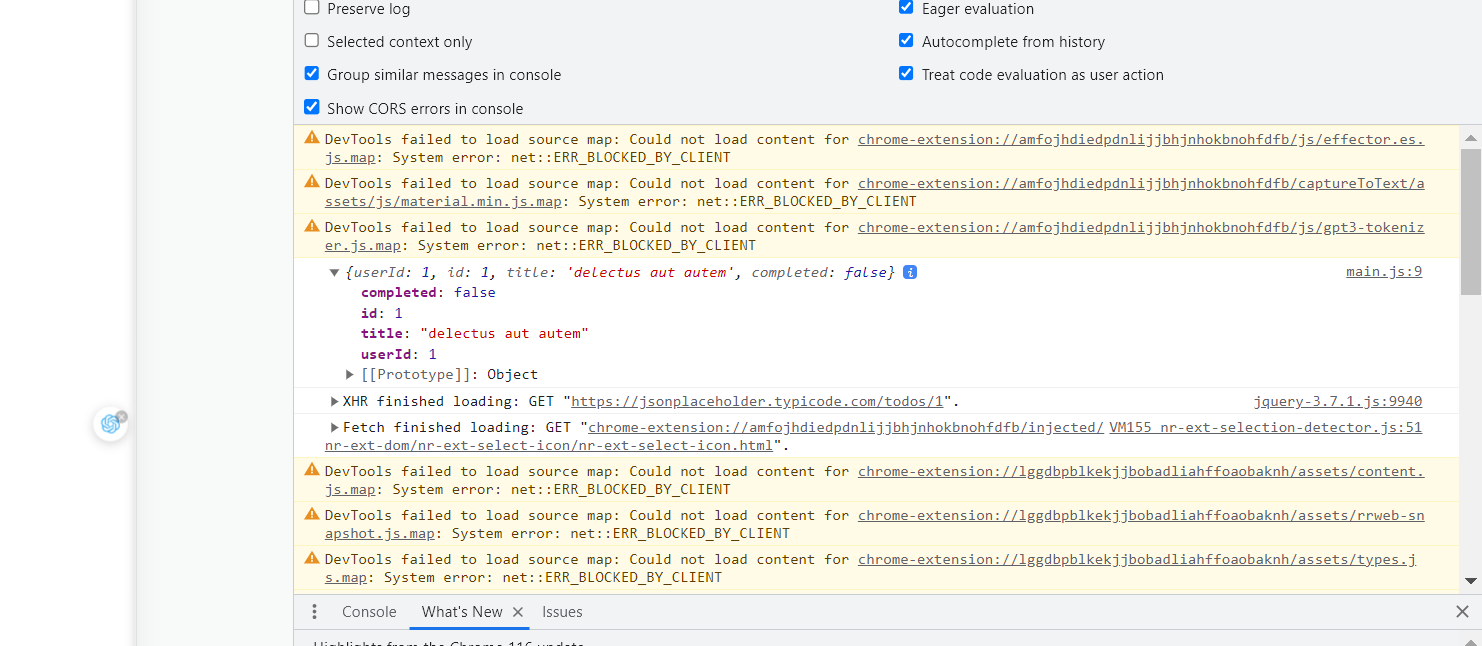 Preserve log
Eager evaluation
Selected context only
Autocomplete from history
Group similar messages in console
Treat code evaluation as user action
Show CORS errors in console
DevTools failed to load source map: Could not load content for chrome-extension://amfojhdiedpdnlijjbhjnhokbnohfdfb/js/effector.es.
js.map: System error: net::ERR_BLOCKED_BY_CLIENT
DevTools failed to load source map: Could not load content for chrome-extension://amfojhdiedpdnlijjbhjnhokbnohfdfb/captureToText/a
ssets/js/material.min.js.map: System error: net::ERR_BLOCKED_BY_CLIENT
DevTools failed to load source map: Could not load content for chrome-extension://amfojhdiedpdnlijjbhjnhokbnohfdfb/js/gpt3-tokeniz
er.js.map: System error: net::ERR_BLOCKED_BY_CLIENT
{userId: 1, id: 1, title: 'delectus aut autem', completed: false} i main.js:9
completed: false
id: 1
title: "delectus aut autem"
userId: 1
[[Prototype]]: Object
XHR finished loading: GET "https://jsonplaceholder.typicode.com/todos/1". jquery-3.7.1.js:9940
Fetch finished loading: GET "chrome-extension://amfojhdiedpdnlijjbhjnhokbnohfdfb/injected/ VM155 nr-ext-selection-detector.js:51
nr-ext-dom/nr-ext-select-icon/nr-ext-select-icon.html".
DevTools failed to load source map: Could not load content for chrome-extension://lggdbpblkekjjbobadliahffoaobaknh/assets/content.
js.map: System error: net::ERR_BLOCKED_BY_CLIENT
DevTools failed to load source map: Could not load content for chrome-extension://lggdbpblkekjjbobadliahffoaobaknh/assets/rrweb-sn
apshot.js.map: System error: net::ERR_BLOCKED_BY_CLIENT
DevTools failed to load source map: Could not load content for chrome-extension://lggdbpblkekjjbobadliahffoaobaknh/assets/types.j
s.map: System error: net::ERR_BLOCKED_BY_CLIENT
Console What's New Issues
Highlights from the Chrome 116 update